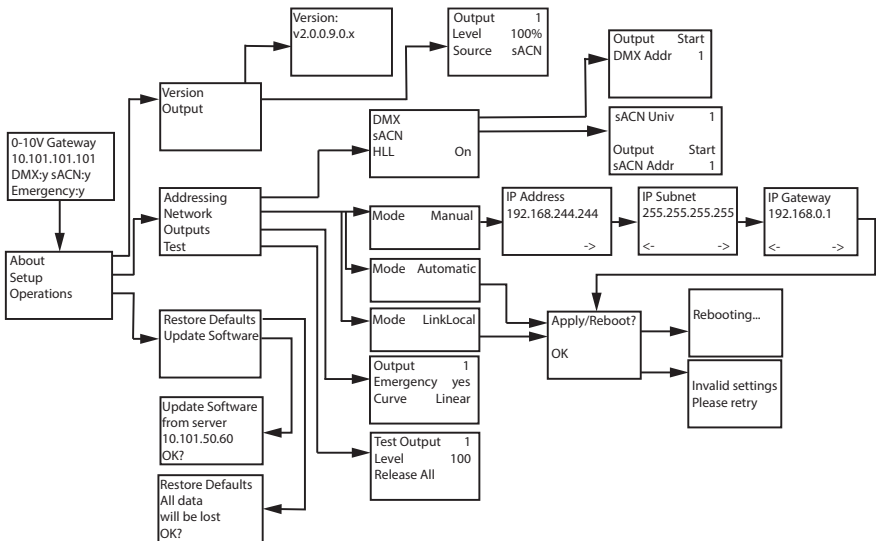 0-10V Gateway
10.101.101.101
DMX:y sACN:y
Emergency:y
About
Setup
Operations
Version
Output
Version:
v2.0.0.9.0.x
Output 1
Level 100%
Source sACN
Addressing
Network
Outputs
Test
DMX
sACN
HLL On
Output Start
DMX Addr 1
sACN Univ 1
Output Start
sACN Addr 1
Mode Manual
IP Address
192.168.244.244
->
IP Subnet
255.255.255.255
<- ->
IP Gateway
192.168.0.1
<- ->
Mode Automatic
Mode LinkLocal
Apply/Reboot?
OK
Rebooting...
Invalid settings
Please retry
Output 1
Emergency yes
Curve Linear
Test Output 1
Level 100
Release All
Restore Defaults
Update Software
Update Software
from server
10.101.50.60
OK?
Restore Defaults
All data
will be lost
OK?